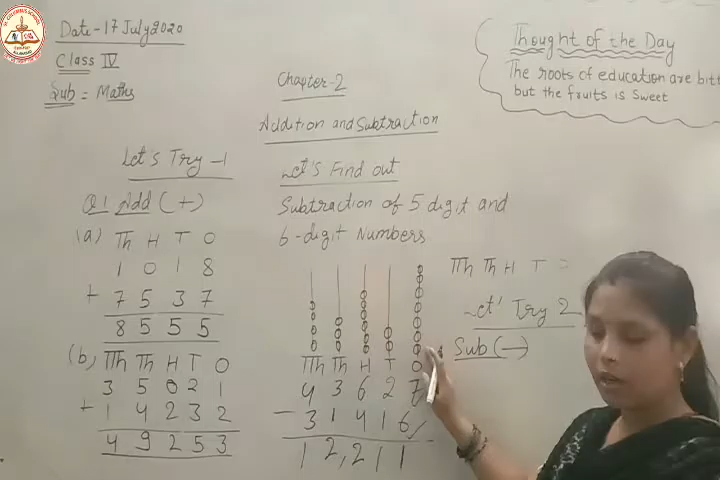 Date-17 July 2020
Class IV
Sub = Maths
Thought of the Day
The roots of education are bitt
but the fruits is Sweet
Chapter-2
Addition and Subtraction
Let's Try-1
Q1 Add (+)
(a) Th H T O
1 0 1 8
+ 7 5 3 7
8 5 5 5
(b) TTh Th H T O
3 5 0 2 1
+ 1 4 2 3 2
4 9 2 5 3
Let's Find out
Subtraction of 5 digit and
6-digit Numbers
TTh Th H T O
4 3 6 2 7
- 3 1 4 1 6
1 2, 2 1 1
TTh Th H T
Let' Try 2
Sub (-)